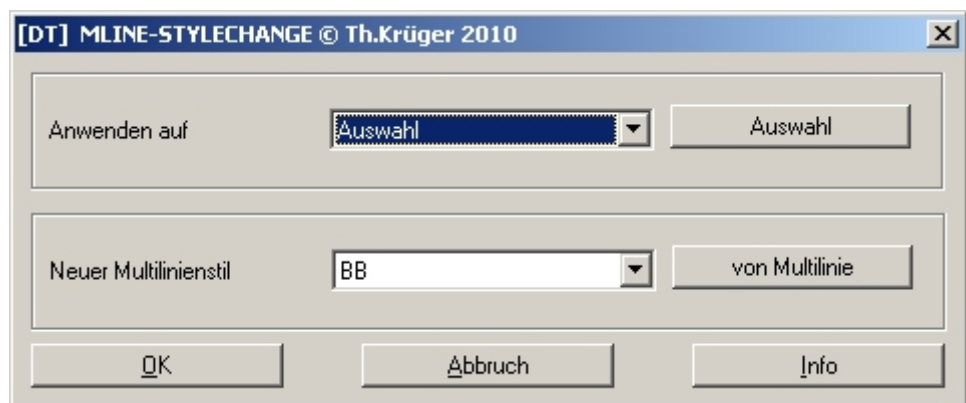 [DT] MLINE-STYLECHANGE © Th.Krüger 2010
Anwenden auf Auswahl Auswahl
Neuer Multilinienstil BB von Multilinie
OK Abbruch Info